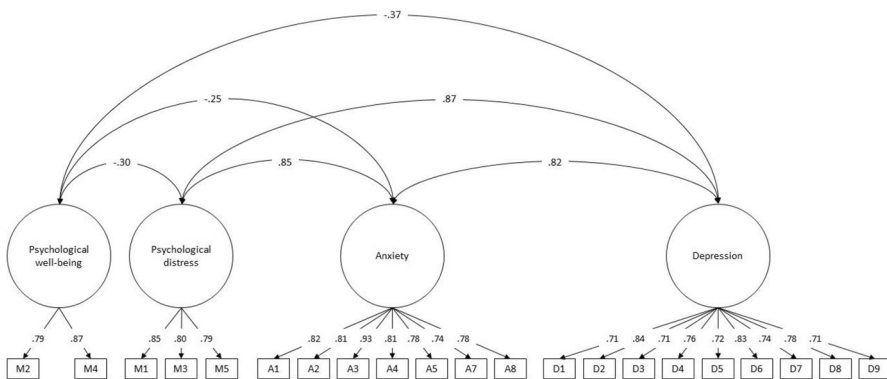 -.37
-.25
.87
-.30
.85
.82
Psychological
well-being
Psychological
distress
Anxiety
Depression
.79
.87
.85
.80
.79
.82
.81
.93
.81
.78
.74
.78
.71
.84
.71
.76
.72
.83
.74
.78
.71
M2
M4
M1
M3
M5
A1
A2
A3
A4
A5
A7
A8
D1
D2
D3
D4
D5
D6
D7
D8
D9